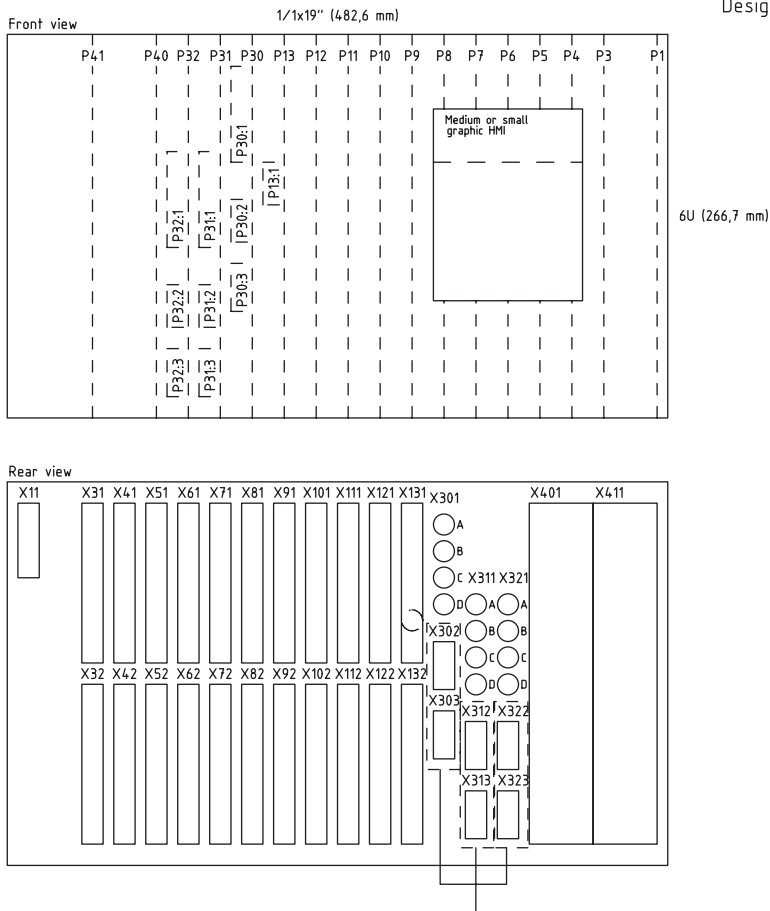 Desig
1/1x19" (482,6 mm)
Front view
P41 P40 P32 P31 P30 P13 P12 P11 P10 P9 P8 P7 P6 P5 P4 P3 P1
Medium or small
graphic HMI
P30:1
P13:1
P32:1 P31:1 P30:2
6U (266,7 mm)
P30:3
P32:2 P31:2
P32:3 P31:3
Rear view
X11 X31 X41 X51 X61 X71 X81 X91 X101 X111 X121 X131 X301 X401 X411
A
B
C X311 X321
D A A
X302 B B
C C
X32 X42 X52 X62 X72 X82 X92 X102 X112 X122 X132 D D
X303 X312 X322
X313 X323